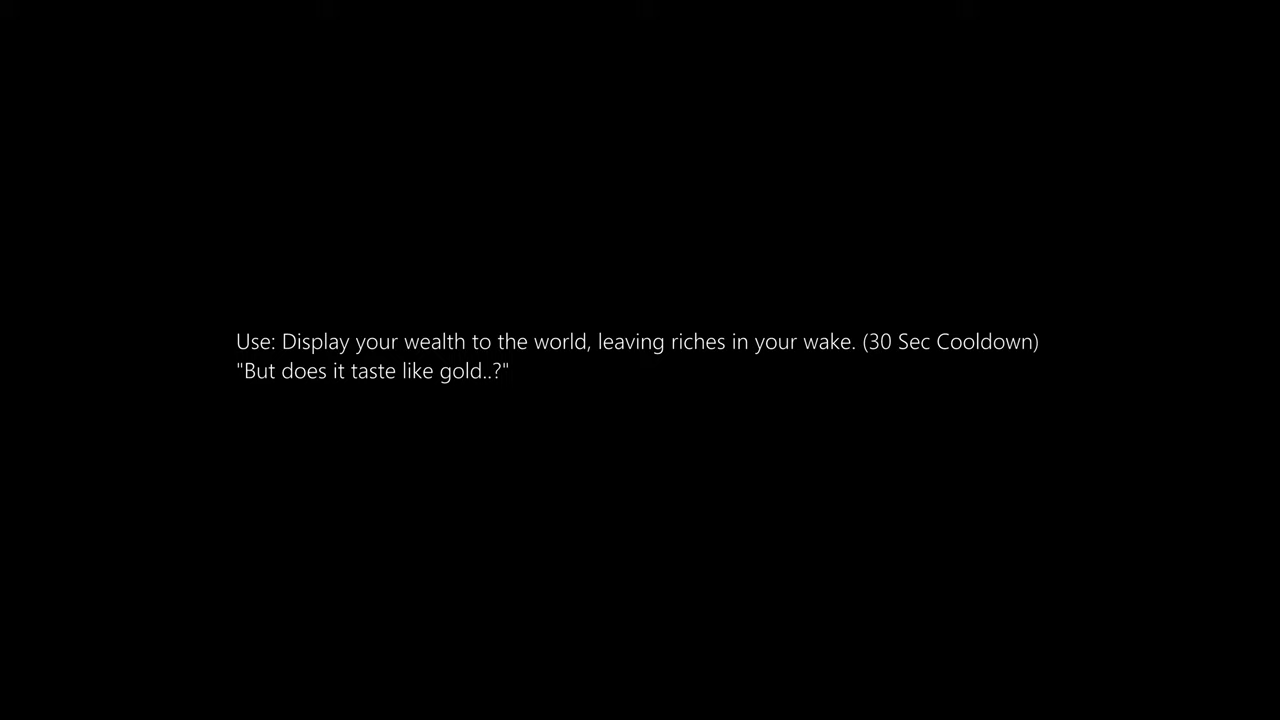 Use: Display your wealth to the world, leaving riches in your wake. (30 Sec Cooldown)
"But does it taste like gold..?"